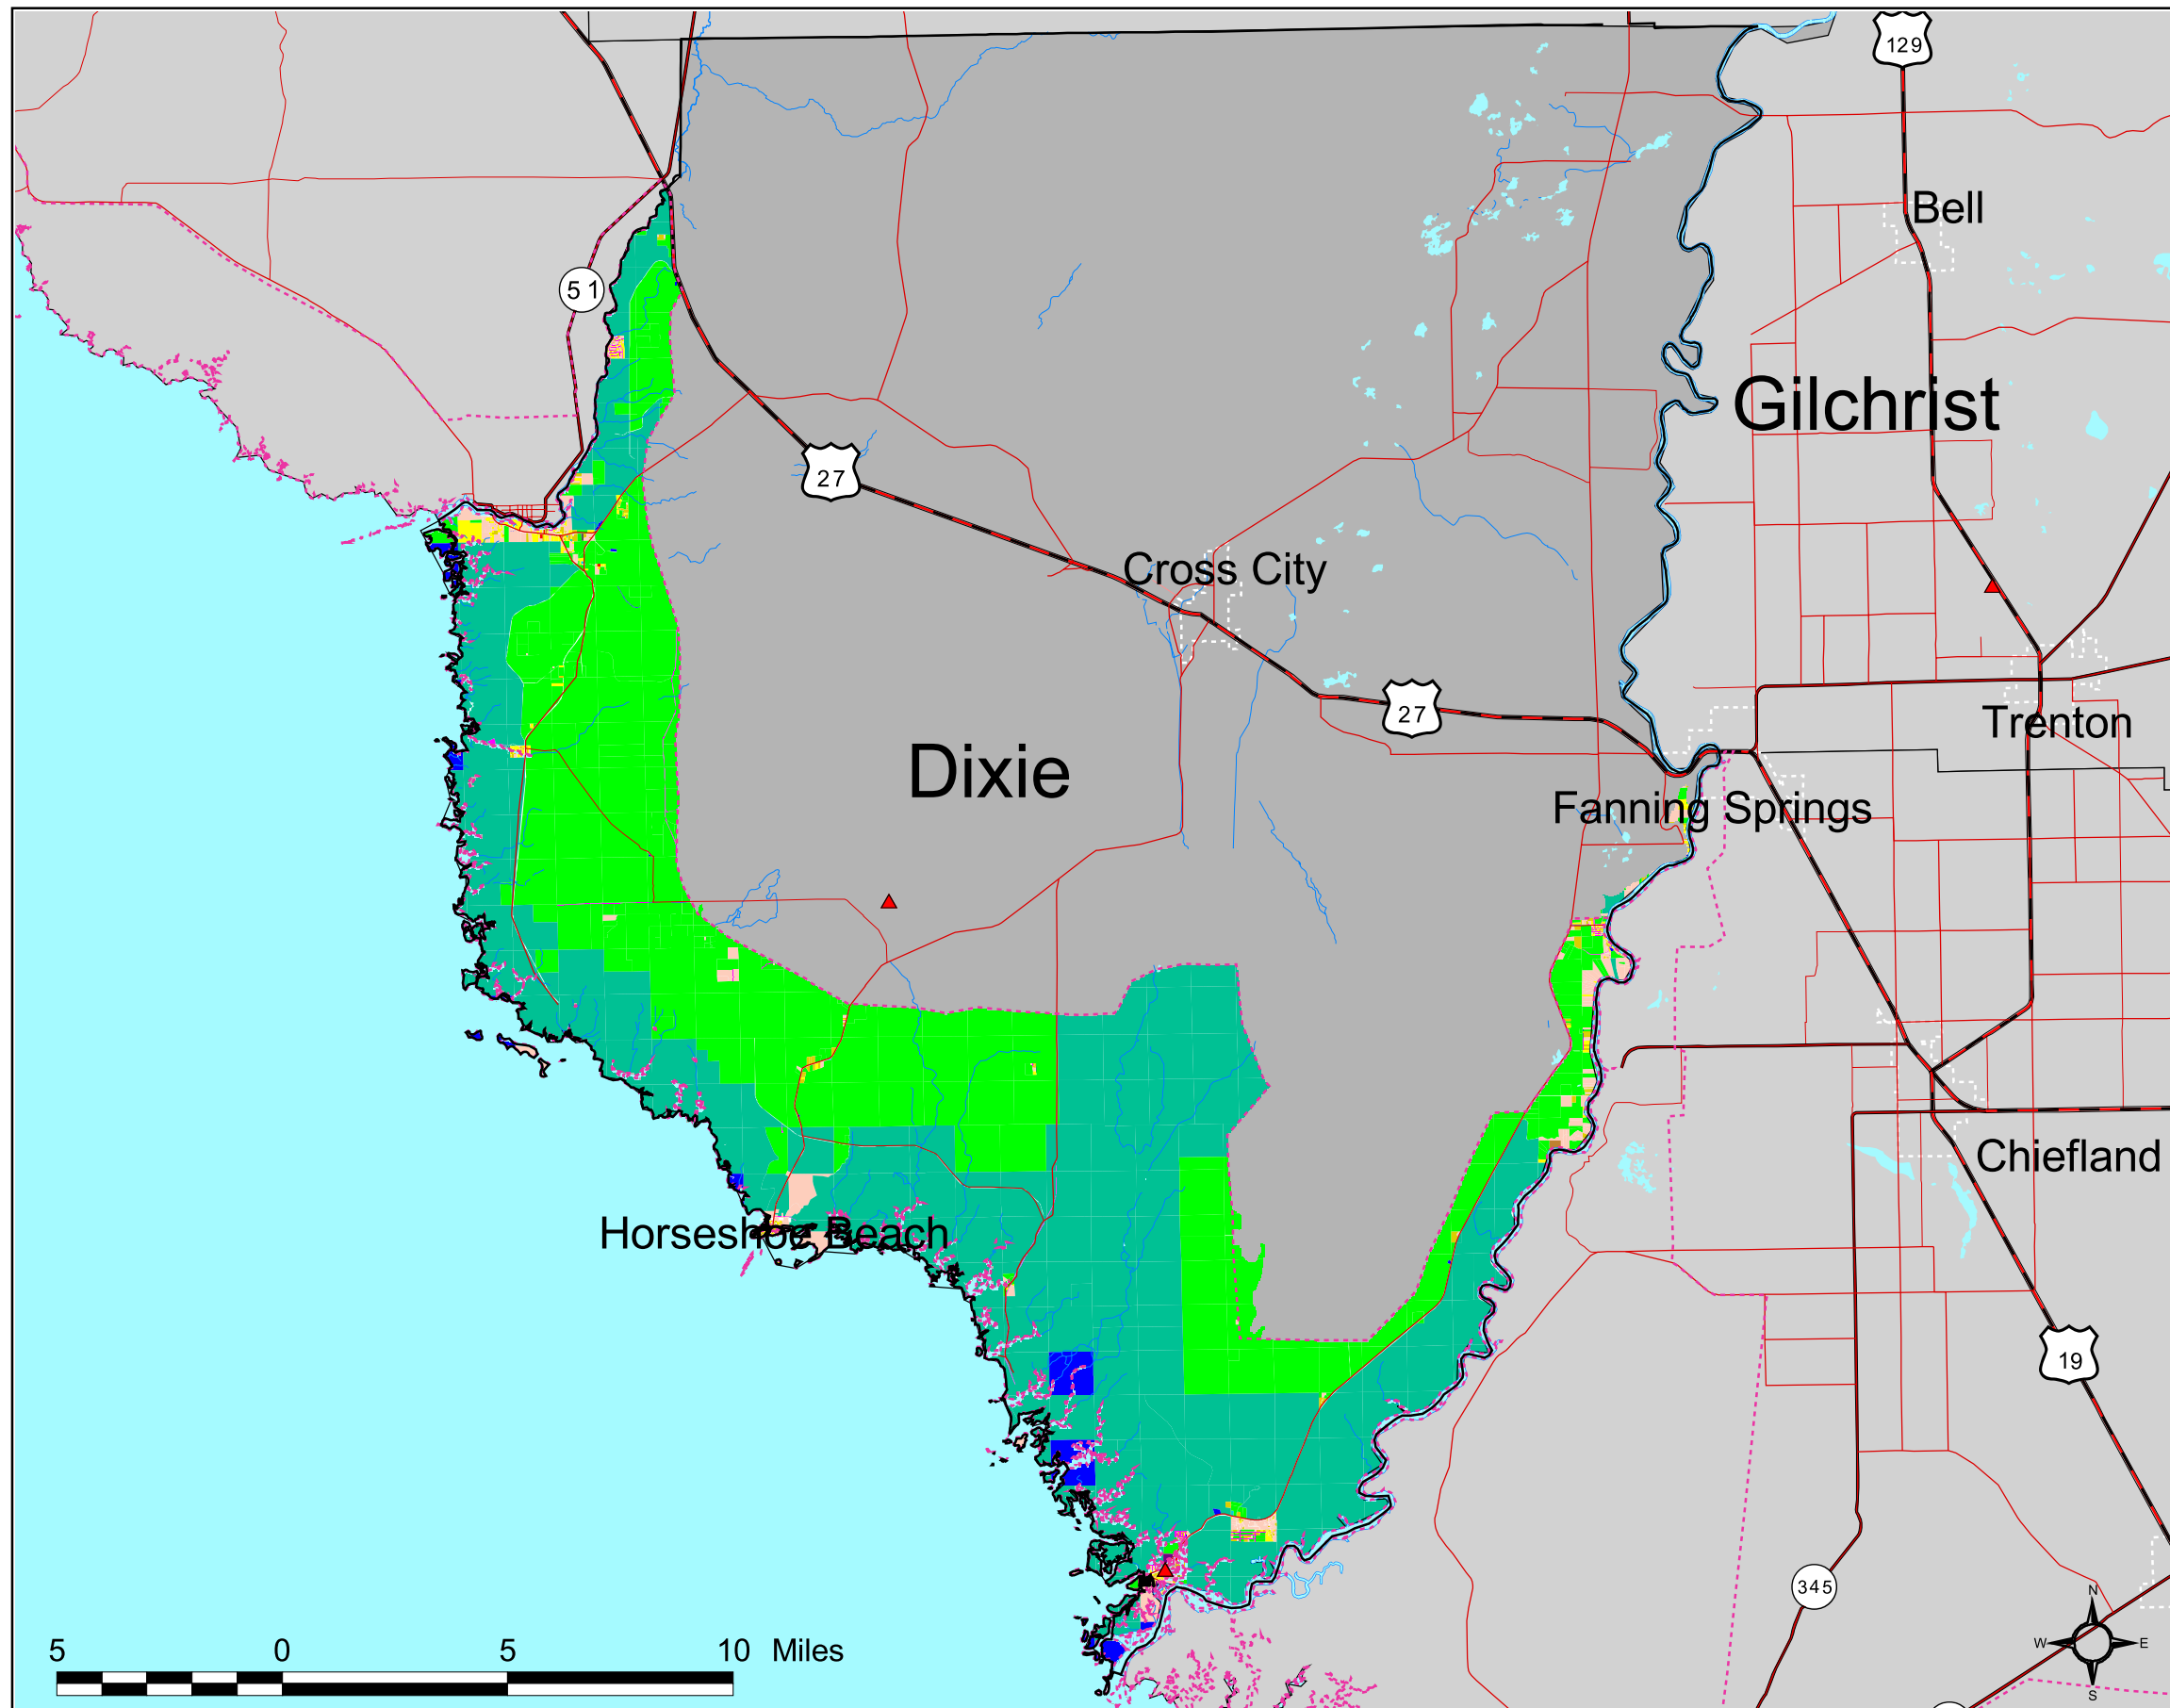 129
Bell
51
Gilchrist
27
Cross City
27
Trenton
Dixie
Fanning Springs
Chiefland
Horseshoe Beach
19
345
N
W E
S
5 0 5 10 Miles